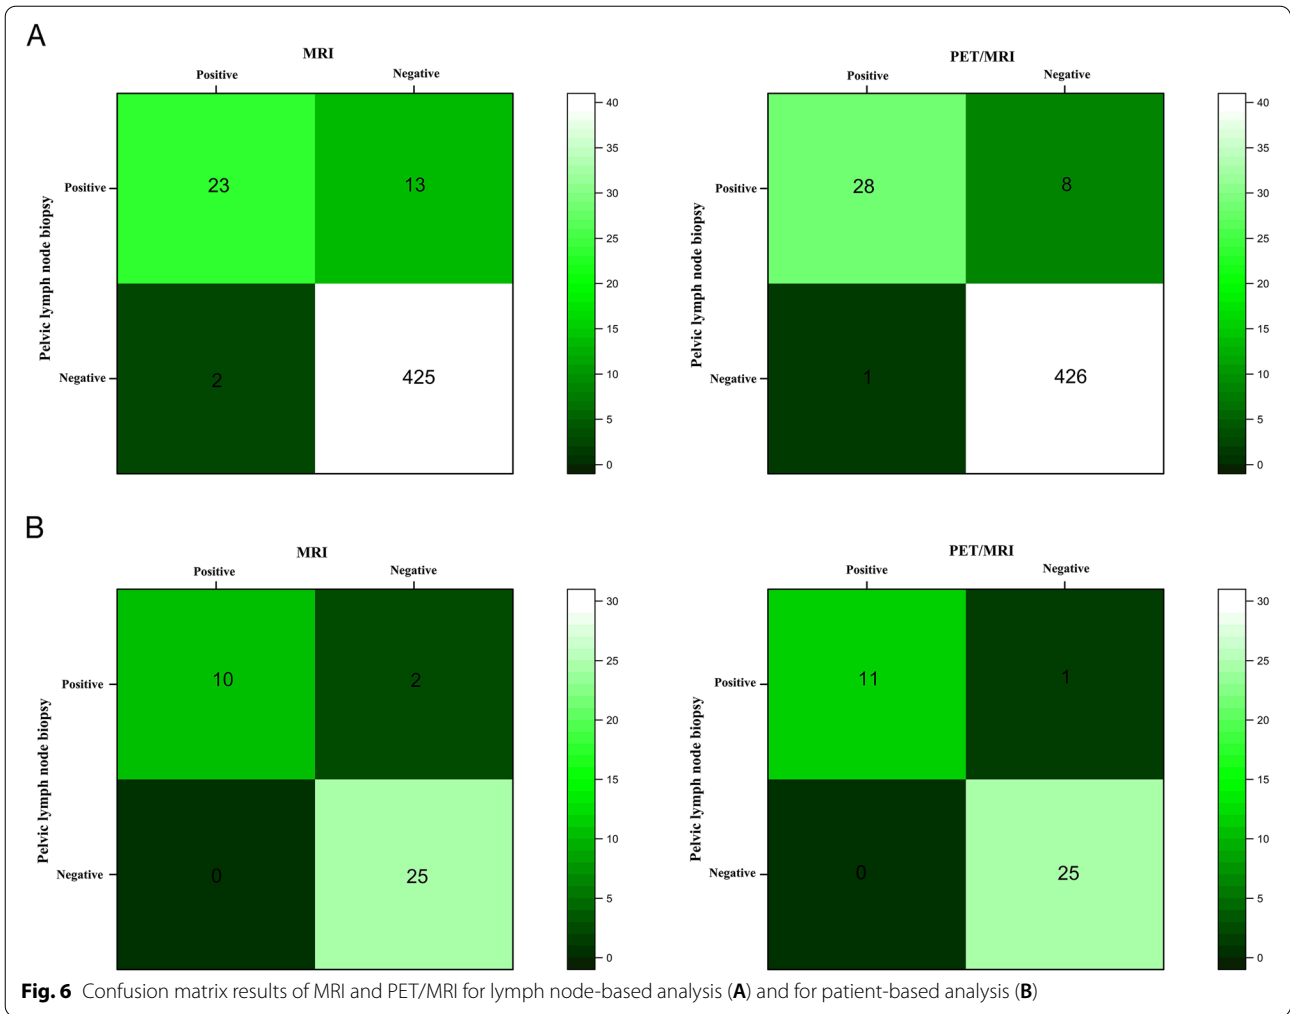 A
MRI
Positive Negative
Pelvic lymph node biopsy
Positive
23 13
Negative
2 425
40
35
30
25
20
15
10
5
0
PET/MRI
Positive Negative
Pelvic lymph node biopsy
Positive
28 8
Negative
1 426
40
35
30
25
20
15
10
5
0
B
MRI
Positive Negative
Pelvic lymph node biopsy
Positive
10 2
Negative
0 25
30
25
20
15
10
5
0
PET/MRI
Positive Negative
Pelvic lymph node biopsy
Positive
11 1
Negative
0 25
30
25
20
15
10
5
0
Fig. 6 Confusion matrix results of MRI and PET/MRI for lymph node-based analysis (A) and for patient-based analysis (B)